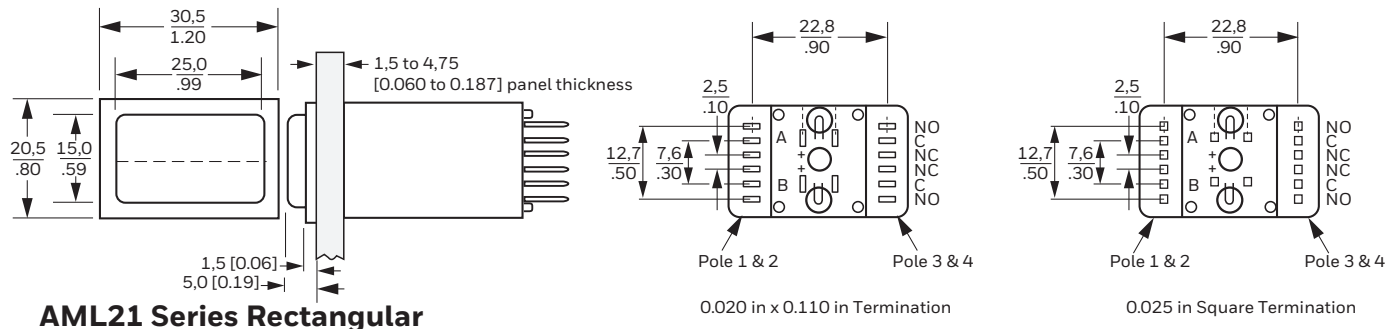 30,5
1.20
25,0
.99
20,5
.80
15,0
.59
1,5 to 4,75
[0.060 to 0.187] panel thickness
1,5 [0.06]
5,0 [0.19]
AML21 Series Rectangular
22,8
.90
2,5
.10
12,7
.50
7,6
.30
A
+
+
B
NO
C
NC
NC
C
NO
Pole 1 & 2
Pole 3 & 4
0.020 in x 0.110 in Termination
22,8
.90
2,5
.10
12,7
.50
7,6
.30
A
+
+
B
NO
C
NC
NC
C
NO
Pole 1 & 2
Pole 3 & 4
0.025 in Square Termination